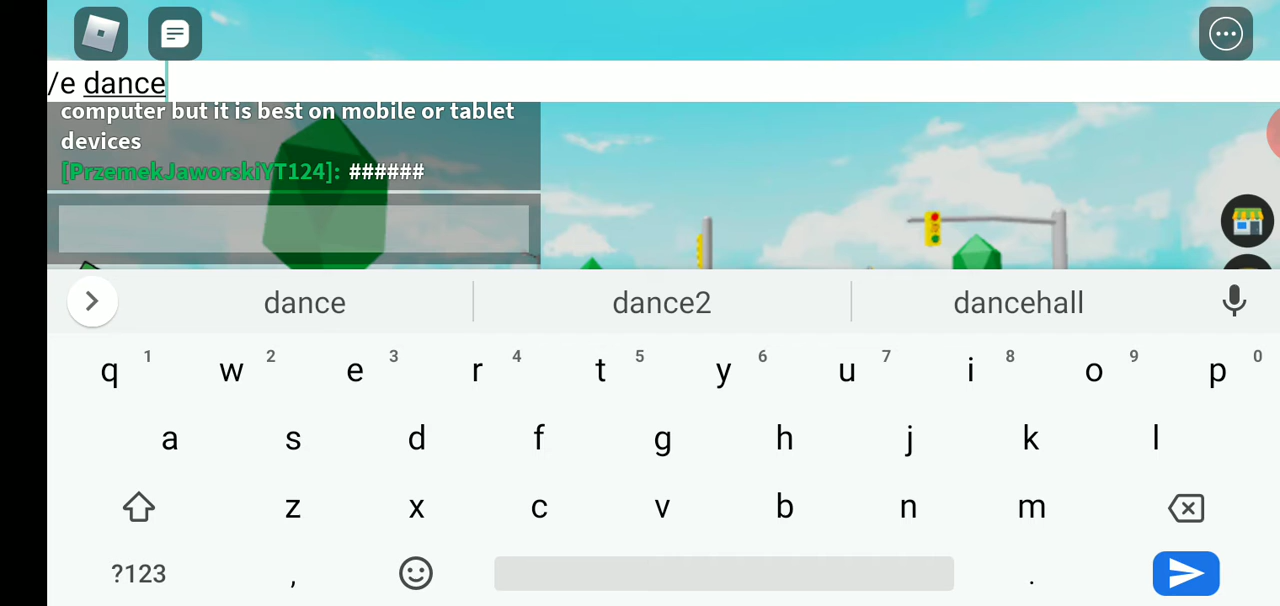 /e dance
computer but it is best on mobile or tablet
devices
[PrzemekJaworskiYT124]: ######
dance dance2 dancehall
q 1 w 2 e 3 r 4 t 5 y 6 u 7 i 8 o 9 p 0
a s d f g h j k l
z x c v b n m
?123 , .